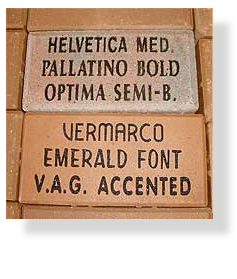 HELVETICA MED.
PALLATINO BOLD
OPTIMA SEMI-B.
VERMARCO
EMERALD FONT
V.A.G. ACCENTED